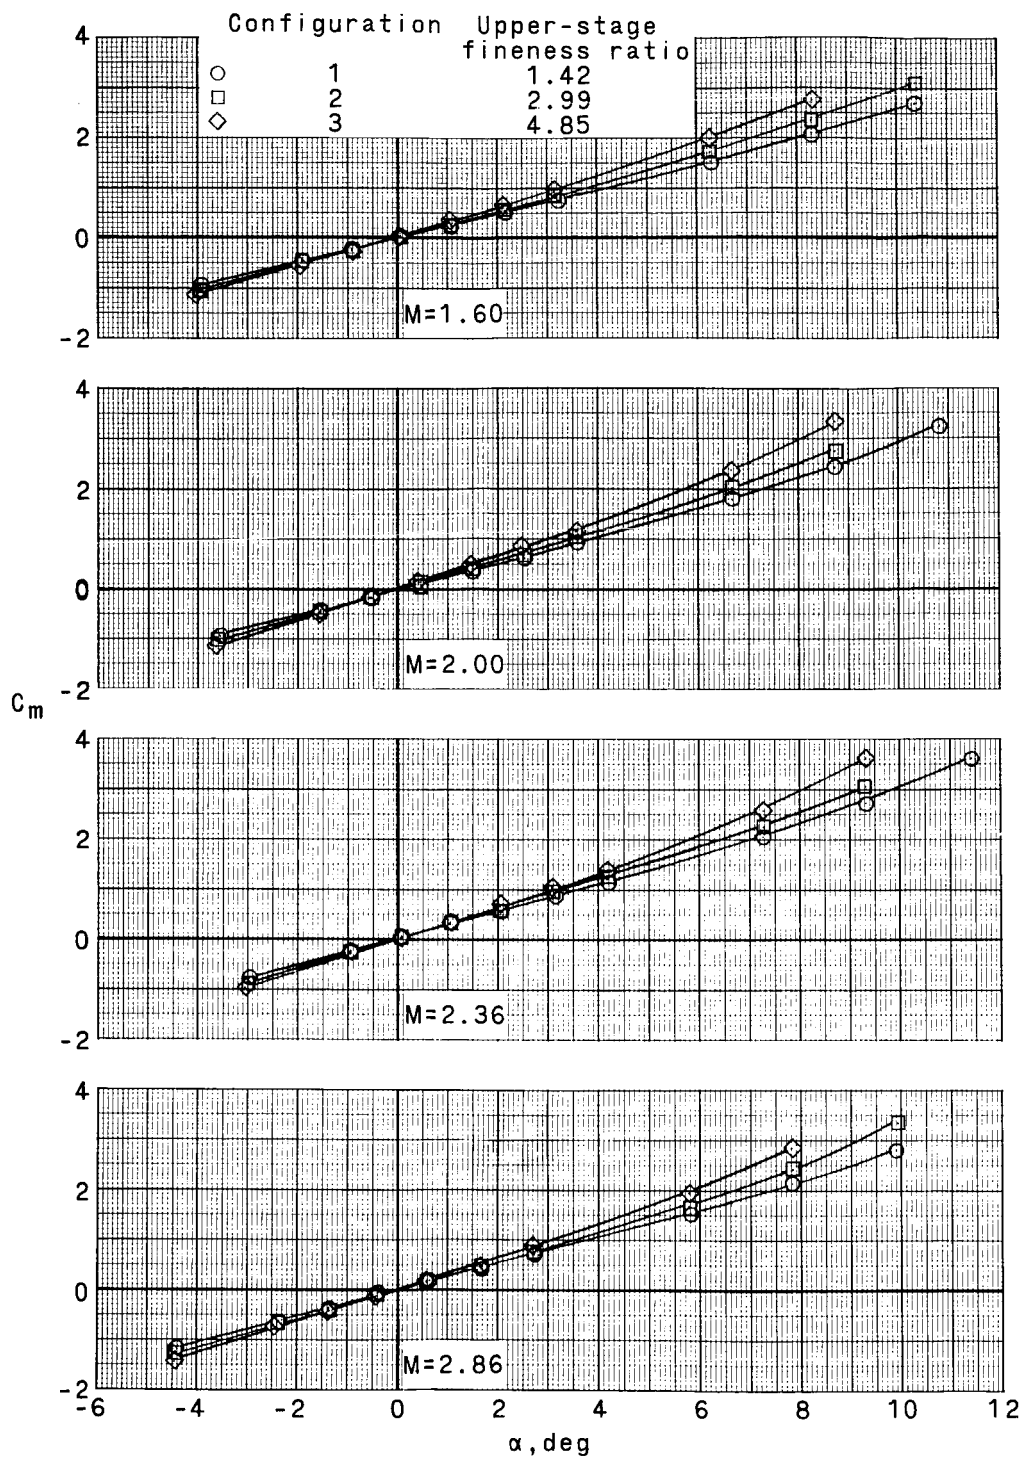 Configuration Upper-stage
fineness ratio
1 1.42
2 2.99
3 4.85
4
2
0
-2
M=1.60
4
2
0
-2
M=2.00
Cm
4
2
0
-2
M=2.36
4
2
0
-2
M=2.86
-6 -4 -2 0 2 4 6 8 10 12
α,deg